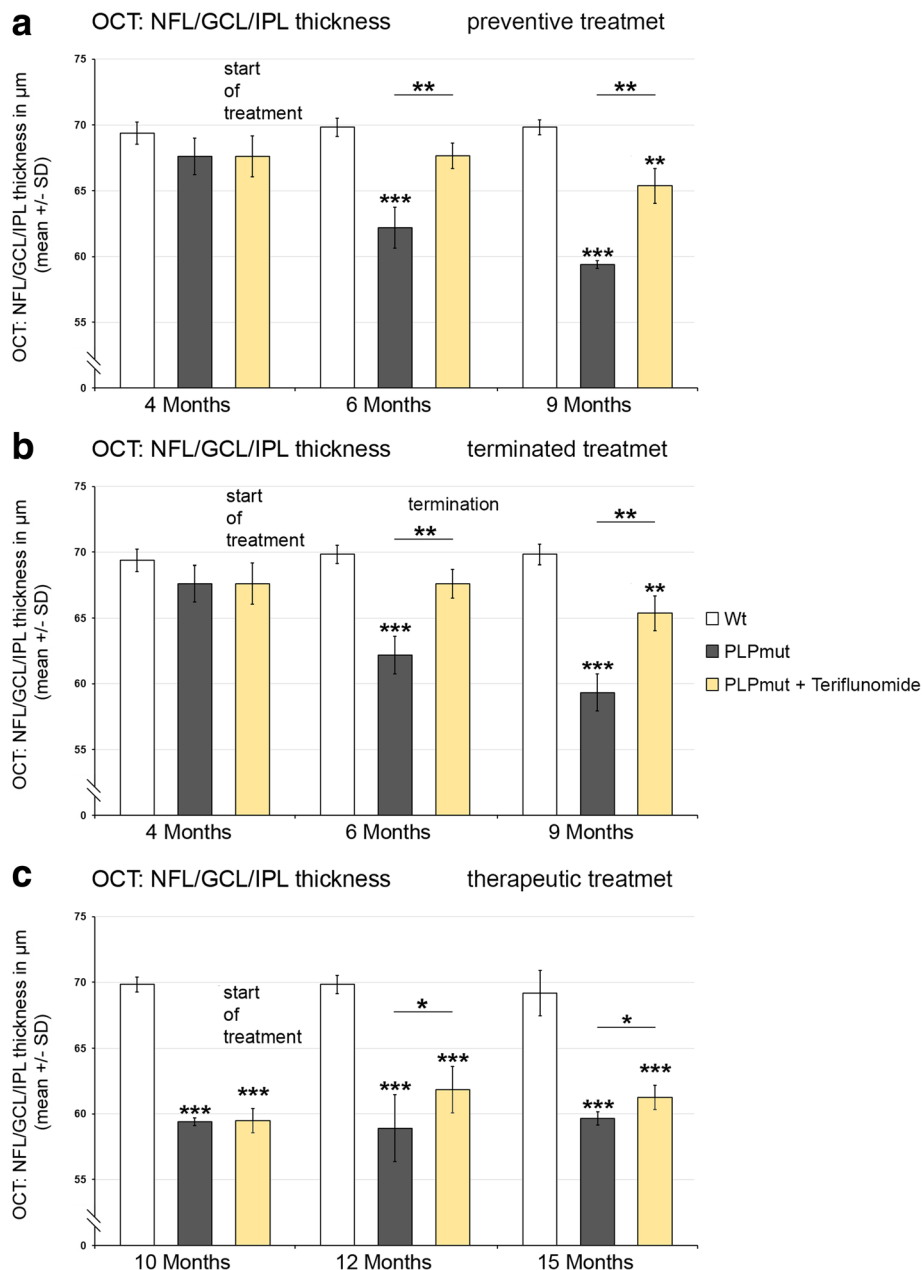 a OCT: NFL/GCL/IPL thickness preventive treatmet
OCT: NFL/GCL/IPL thickness in µm
(mean +/- SD)
75
70
65
60
55
0
start
of
treatment
**
**
***
**
***
4 Months 6 Months 9 Months
b OCT: NFL/GCL/IPL thickness terminated treatmet
OCT: NFL/GCL/IPL thickness in µm
(mean +/- SD)
75
70
65
60
55
0
start
of
treatment
termination
**
**
***
**
***
4 Months 6 Months 9 Months
Wt
PLPmut
PLPmut + Teriflunomide
c OCT: NFL/GCL/IPL thickness therapeutic treatmet
OCT: NFL/GCL/IPL thickness in µm
(mean +/- SD)
75
70
65
60
55
0
start
of
treatment
*
*
*** ***
*** ***
*** ***
10 Months 12 Months 15 Months